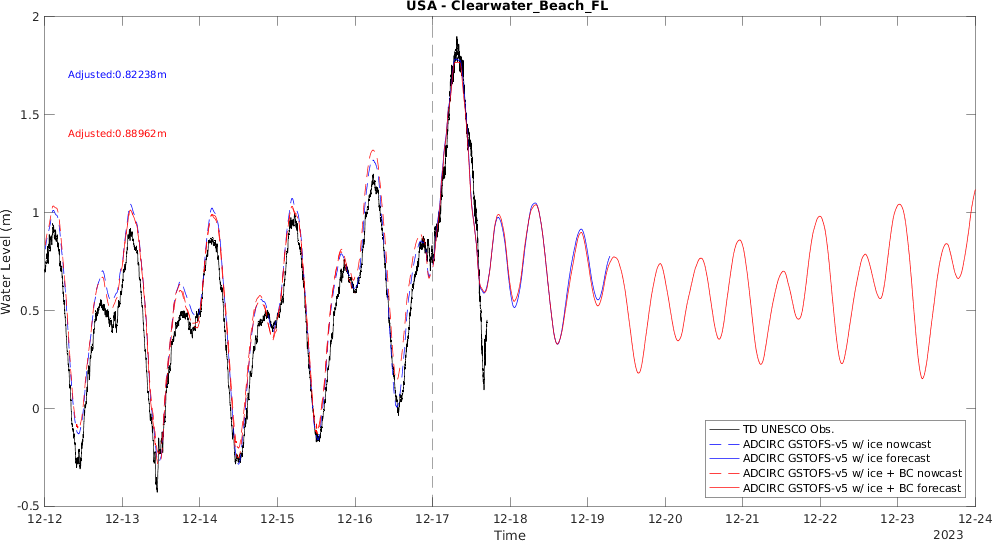 USA - Clearwater_Beach_FL
2
1.5
1
0.5
0
-0.5
Water Level (m)
Adjusted:0.82238m
Adjusted:0.88962m
TD UNESCO Obs.
ADCIRC GSTOFS-v5 w/ ice nowcast
ADCIRC GSTOFS-v5 w/ ice forecast
ADCIRC GSTOFS-v5 w/ ice + BC nowcast
ADCIRC GSTOFS-v5 w/ ice + BC forecast
12-12 12-13 12-14 12-15 12-16 12-17 12-18 12-19 12-20 12-21 12-22 12-23 12-24
Time
2023